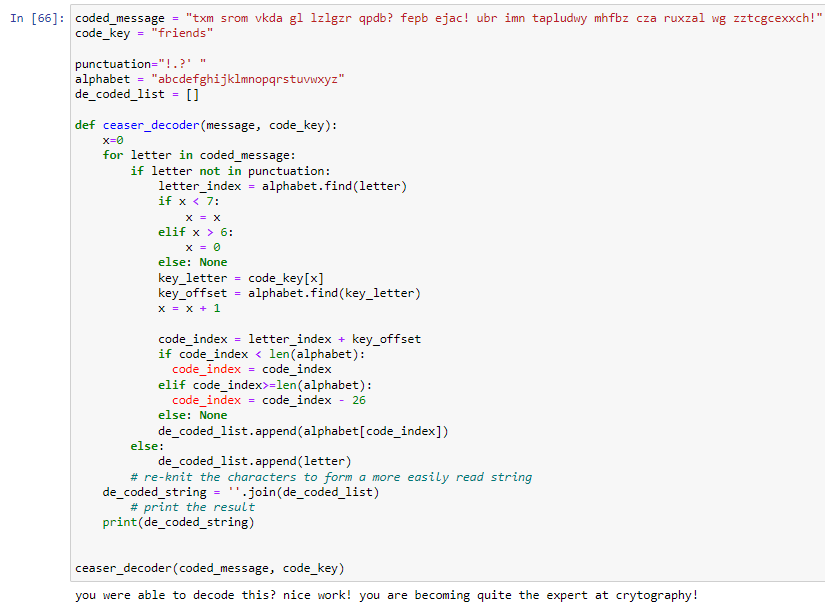 In [66]: coded_message = "txm srom vkda gl lzlgzr qpdb? fepb ejac! ubr imn tapludwy mhfbz cza ruxzal wg zztcgcexxch!"
code_key = "friends"

punctuation="!.?' "
alphabet = "abcdefghijklmnopqrstuvwxyz"
de_coded_list = []

def ceaser_decoder(message, code_key):
    x=0
    for letter in coded_message:
        if letter not in punctuation:
            letter_index = alphabet.find(letter)
            if x < 7:
                x = x
            elif x > 6:
                x = 0
            else: None
            key_letter = code_key[x]
            key_offset = alphabet.find(key_letter)
            x = x + 1

            code_index = letter_index + key_offset
            if code_index < len(alphabet):
              code_index = code_index
            elif code_index>=len(alphabet):
              code_index = code_index - 26
            else: None
            de_coded_list.append(alphabet[code_index])
        else:
            de_coded_list.append(letter)
        # re-knit the characters to form a more easily read string
    de_coded_string = ''.join(de_coded_list)
        # print the result
    print(de_coded_string)


ceaser_decoder(coded_message, code_key)
you were able to decode this? nice work! you are becoming quite the expert at crytography!